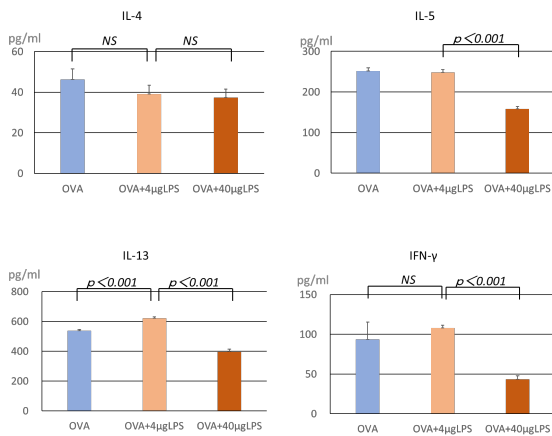 IL-4
pg/ml
NS NS
60
40
20
0
OVA OVA+4μgLPS OVA+40μgLPS
IL-5
pg/ml
p＜0.001
300
200
100
0
OVA OVA+4μgLPS OVA+40μgLPS
IL-13
pg/ml
p＜0.001 p＜0.001
800
600
400
200
0
OVA OVA+4μgLPS OVA+40μgLPS
IFN-γ
pg/ml
NS p＜0.001
150
100
50
0
OVA OVA+4μgLPS OVA+40μgLPS